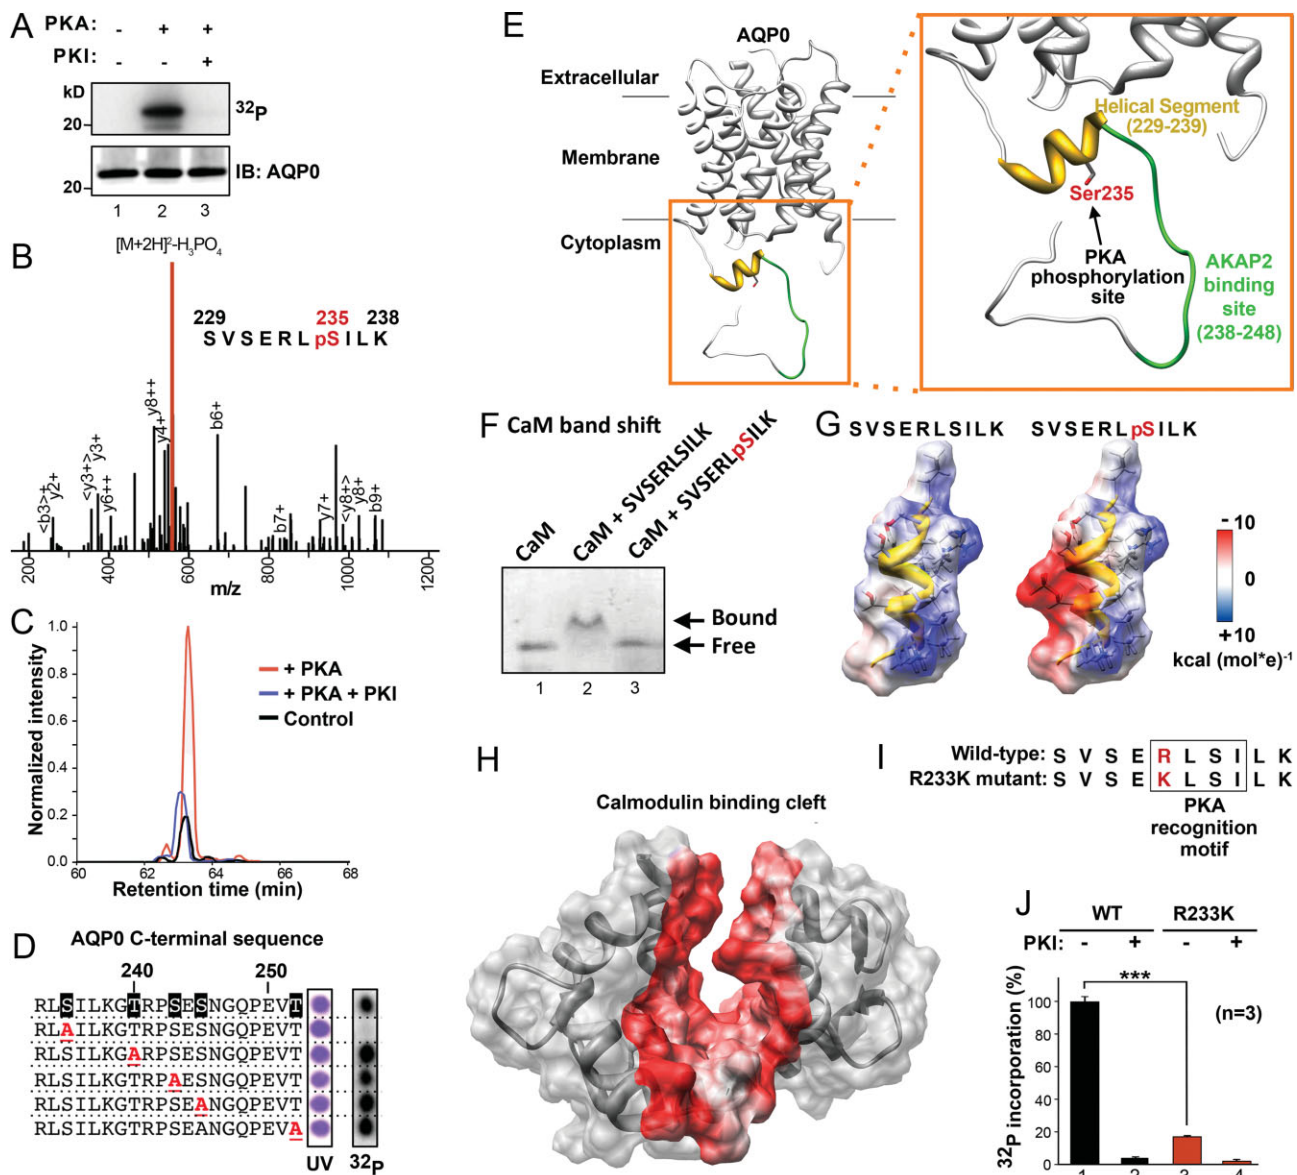 A
PKA: - + +
PKI: - - +
kD
20
32P
20
IB: AQP0
1 2 3
B
[M+2H]2-H3PO4
229 235 238
S V S E R L pS I L K
<b3>+
y2+
<y3+>
y3+
y6++
y8++
y4+
b6+
b7+
y7+
<y8+>
y8+
b9+
200 400 600 800 1000 1200
m/z
C
Normalized intensity
1.0
0.8
0.6
0.4
0.2
0.0
+ PKA
+ PKA + PKI
Control
60 62 64 66 68
Retention time (min)
D
AQP0 C-terminal sequence
240 250
RLSILKGTRPSESNGQPEVT
RLAILKGTRPSESNGQPEVT
RLSILKGARPSESNGQPEVT
RLSILKGTRPAESNGQPEVT
RLSILKGTRPSEANGQPEVT
RLSILKGTRPSEANGQPEVA
UV 32P
E
AQP0
Extracellular
Membrane
Cytoplasm
Helical Segment
(229-239)
Ser235
PKA
phosphorylation
site
AKAP2
binding
site
(238-248)
F
CaM band shift
CaM
CaM + SVSERLSILK
CaM + SVSERLpSILK
Bound
Free
1 2 3
G
SVSERLSILK SVSERLpSILK
- 10
0
+10
kcal (mol*e)-1
H
Calmodulin binding cleft
I
Wild-type: S V S E R L S I L K
R233K mutant: S V S E K L S I L K
PKA
recognition
motif
J
WT R233K
PKI: - + - +
32P incorporation (%)
100
80
60
40
20
0
***
(n=3)
1 2 3 4